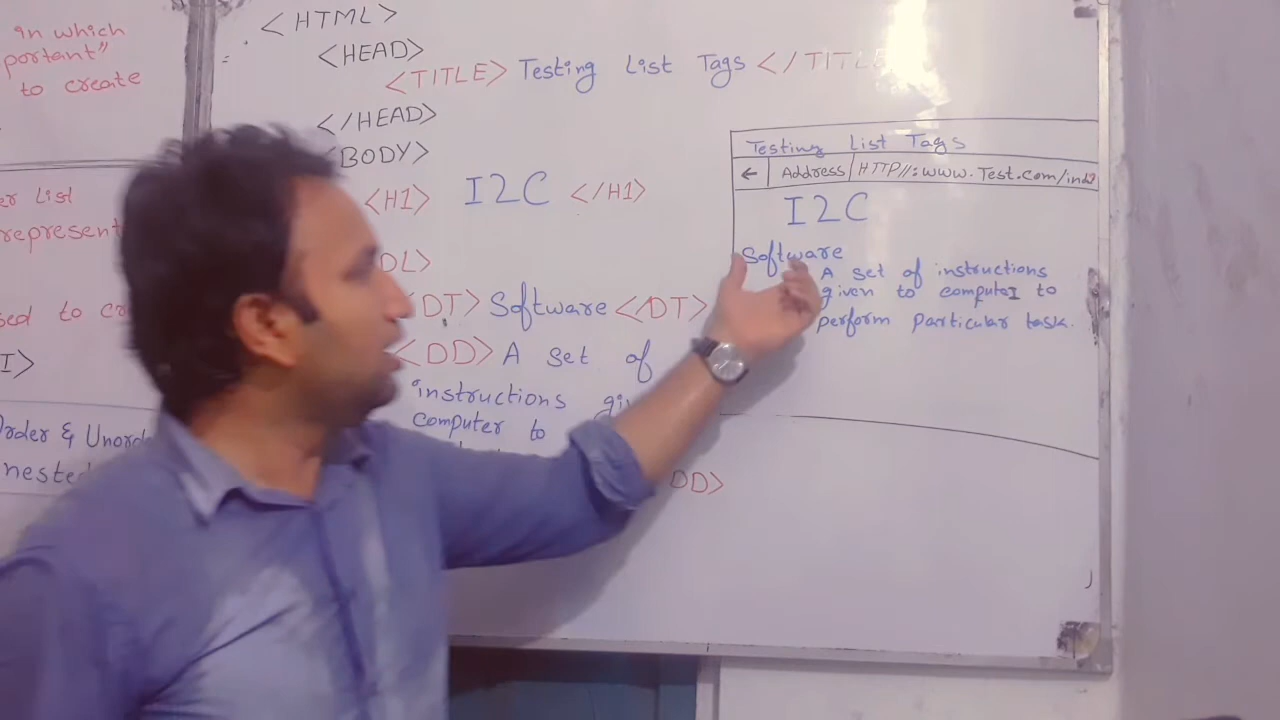 in which
portant"
to create
er List
represent
sed to cr
I>
Order & Unord
nested
<HTML>
<HEAD>
<TITLE> Testing List Tags </TITLE
</HEAD>
BODY>
<H1> I2C </H1>
DL>
<DT> Software </DT>
<DD> A set of
instructions gi
computer to
DD>
Testing List Tags
← Address HTTP//:www.Test.com/ind
I2C
Software
A set of instructions
given to computeI to
perform particular task.